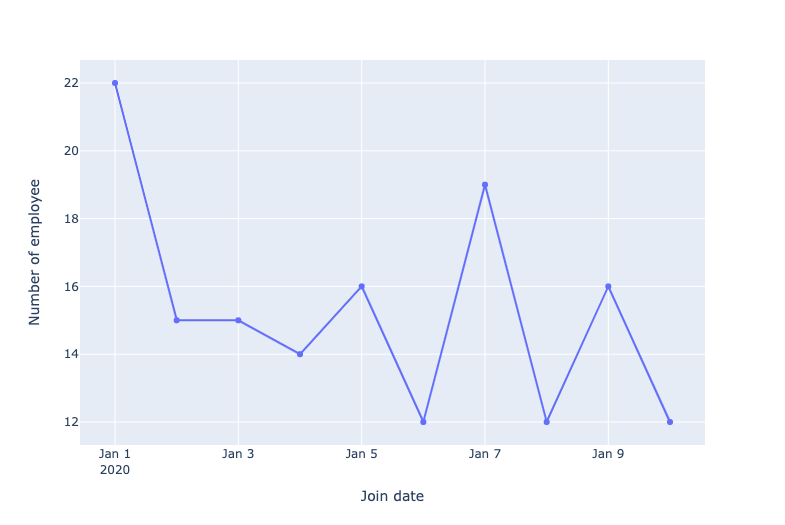 22
20
18
16
14
12
Number of employee
Jan 1
2020
Jan 3
Jan 5
Jan 7
Jan 9
Join date